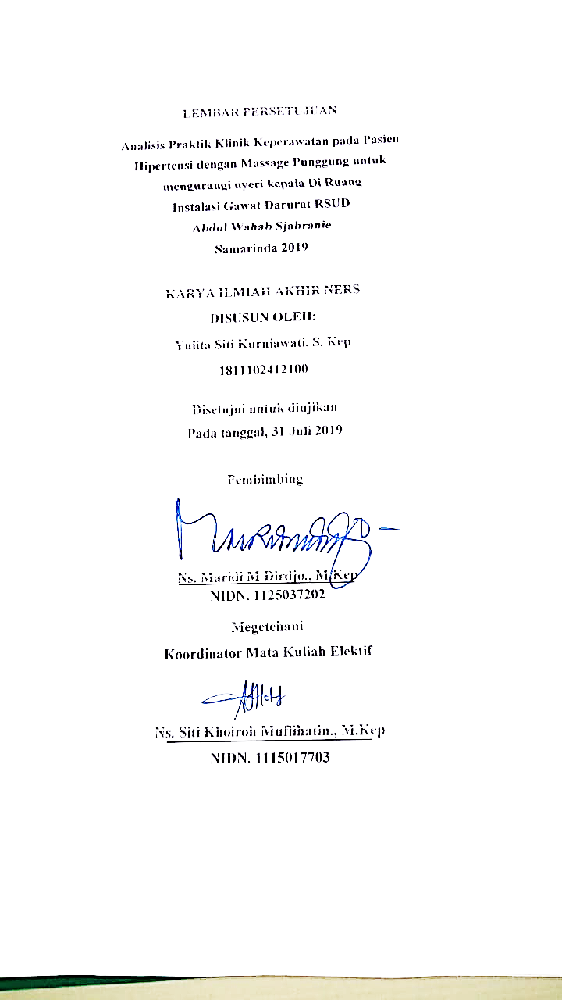 LEMBAR PERSETUJUAN
Analisis Praktik Klinik Keperawatan pada Pasien
Hipertensi dengan Massage Punggung untuk
mengurangi nyeri kepala Di Ruang
Instalasi Gawat Darurat RSUD
Abdul Wahab Sjahranie
Samarinda 2019
KARYA ILMIAH AKHIR NERS
DISUSUN OLEH:
Yulita Siti Kurniawati, S. Kep
1811102412100
Disetujui untuk diujikan
Pada tanggal, 31 Juli 2019
Pembimbing
Ns. Maridi M Dirdjo., M.Kep
NIDN. 1125037202
Megetehaui
Koordinator Mata Kuliah Elektif
Ns. Siti Khoiroh Muflihatin., M.Kep
NIDN. 1115017703